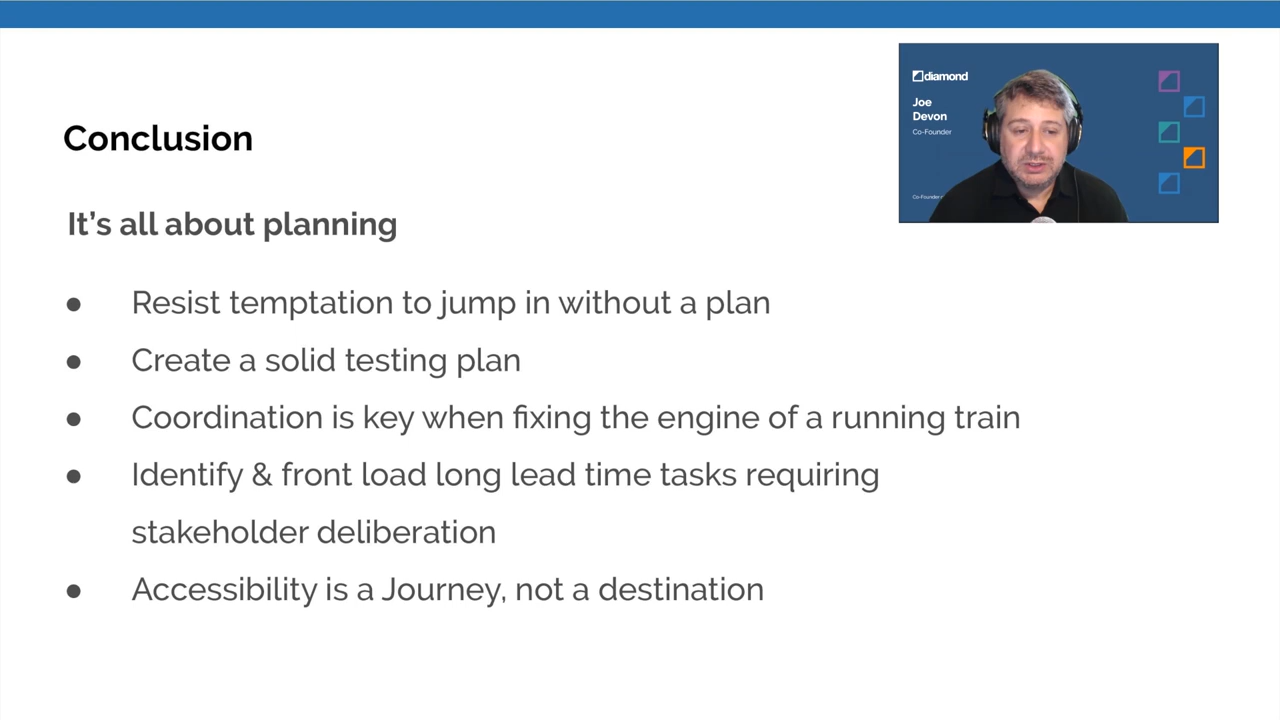 Conclusion
It's all about planning
● Resist temptation to jump in without a plan
● Create a solid testing plan
● Coordination is key when fixing the engine of a running train
● Identify & front load long lead time tasks requiring
stakeholder deliberation
● Accessibility is a Journey, not a destination
diamond
Joe
Devon
Co-Founder
Co-Founder